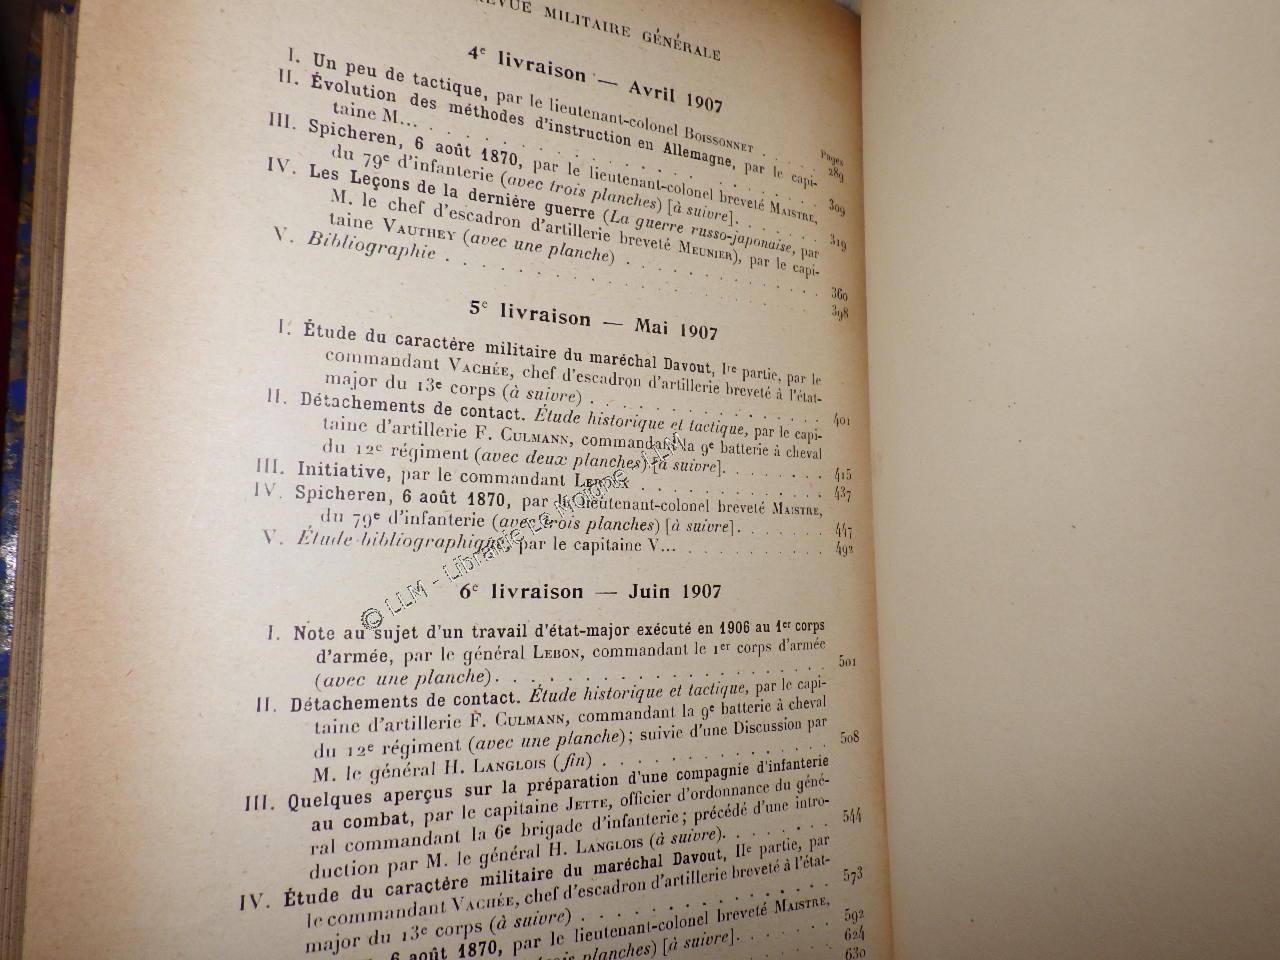 REVUE MILITAIRE GÉNÉRALE
4e livraison — Avril 1907
Pages
I. Un peu de tactique, par le lieutenant-colonel BOISSONNET . . . . 289
II. Évolution des méthodes d'instruction en Allemagne, par le capi-
taine M... . . . . . . . . . . . . . . . . . 309
III. Spicheren, 6 août 1870, par le lieutenant-colonel breveté MAISTRE,
du 79e d'infanterie (avec trois planches) [à suivre]. . . . . . . 319
IV. Les Leçons de la dernière guerre (La guerre russo-japonaise, par
M. le chef d'escadron d'artillerie breveté MEUNIER), par le capi-
taine VAUTHEY (avec une planche) . . . . . . . . . . . 360
V. Bibliographie . . . . . . . . . . . . . . . . . 398
5e livraison — Mai 1907
I. Étude du caractère militaire du maréchal Davout, Ire partie, par le
commandant VACHÉE, chef d'escadron d'artillerie breveté à l'état-
major du 13e corps (à suivre) . . . . . . . . . . . . . 401
II. Détachements de contact. Étude historique et tactique, par le capi-
taine d'artillerie F. CULMANN, commandant la 9e batterie à cheval
du 12e régiment (avec deux planches) [à suivre]. . . . . . . 415
III. Initiative, par le commandant . . . . . . . . . . . 437
IV. Spicheren, 6 août 1870, par le lieutenant-colonel breveté MAISTRE,
du 79e d'infanterie (avec trois planches) [à suivre]. . . . . . . 447
V. Étude bibliographique, par le capitaine V... . . . . . . . . . 492
6e livraison — Juin 1907
I. Note au sujet d'un travail d'état-major exécuté en 1906 au 1er corps
d'armée, par le général LEBON, commandant le 1er corps d'armée
(avec une planche). . . . . . . . . . . . . . . . . 501
II. Détachements de contact. Étude historique et tactique, par le capi-
taine d'artillerie F. CULMANN, commandant la 9e batterie à cheval
du 12e régiment (avec une planche) ; suivie d'une Discussion par
M. le général H. LANGLOIS (fin) . . . . . . . . . . . . 508
III. Quelques aperçus sur la préparation d'une compagnie d'infanterie
au combat, par le capitaine JETTE, officier d'ordonnance du géné-
ral commandant la 6e brigade d'infanterie ; précédé d'une intro-
duction par M. le général H. LANGLOIS (à suivre). . . . . . . . 544
IV. Étude du caractère militaire du maréchal Davout, IIe partie, par
le commandant VACHÉE, chef d'escadron d'artillerie breveté à l'état-
major du 13e corps (à suivre) . . . . . . . . . . . . . 573
6 août 1870, par le lieutenant-colonel breveté MAISTRE,
d'infanterie (avec trois planches) [à suivre]. . . . . . . 592
624
630
© LLM - Librairie Le Moigne - LLM